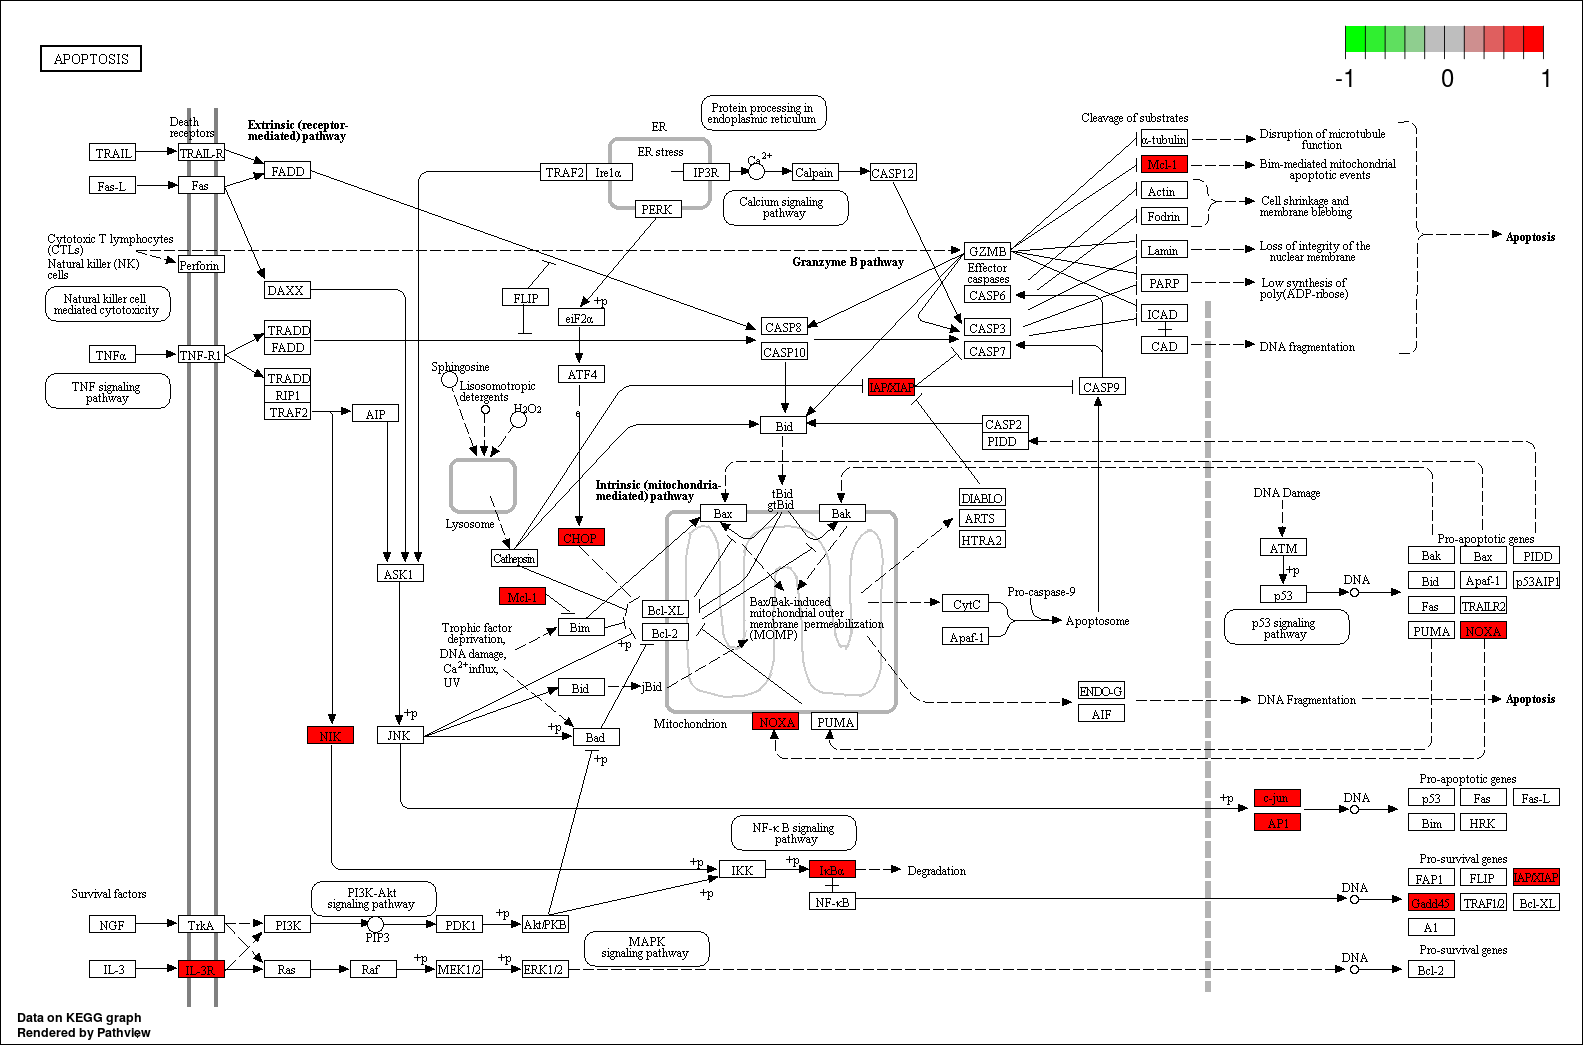 APOPTOSIS
-1
0
1
Death
receptors
Extrinsic (receptor-
mediated) pathway
TRAIL
TRAIL-R
FADD
Fas-L
Fas
Cytotoxic T lymphocytes
(CTLs)
Natural killer (NK)
cells
Perforin
DAXX
Natural killer cell
mediated cytotoxicity
TNFα
TNF-R1
TRADD
FADD
TRADD
RIP1
TRAF2
AIP
TNF signaling
pathway
ER
ER stress
TRAF2
Ire1α
IP3R
PERK
Protein processing in
endoplasmic reticulum
Ca2+
Calpain
CASP12
Calcium signaling
pathway
FLIP
+p
eiF2α
ATF4
e
CHOP
Granzyme B pathway
GZMB
Effector
caspases
CASP6
CASP3
CASP7
CASP8
CASP10
CASP9
Bid
CASP2
PIDD
Cleavage of substrates
α-tubulin
Disruption of microtubule
function
Mcl-1
Bim-mediated mitochondrial
apoptotic events
Actin
Fodrin
Cell shrinkage and
membrane blebbing
Lamin
Loss of integrity of the
nuclear membrane
PARP
Low synthesis of
poly(ADP-ribose)
ICAD
CAD
DNA fragmentation
Apoptosis
Sphingosine
Lisosomotropic
detergents
H2O2
Lysosome
Cathepsin
Intrinsic (mitochondria-
mediated) pathway
tBid
gtBid
Bax
Bak
DIABLO
ARTS
HTRA2
ASK1
Mcl-1
Bim
+p
Bcl-XL
Bcl-2
Bax/Bak-induced
mitochondrial outer
membrane permeabilization
(MOMP)
Trophic factor
deprivation,
DNA damage,
Ca2+ influx,
UV
Bid
jBid
Mitochondrion
NOXA
PUMA
CytC
Apaf-1
Pro-caspase-9
Apoptosome
ENDO-G
AIF
DNA Fragmentation
Apoptosis
DNA Damage
ATM
+p
p53
DNA
p53 signaling
pathway
Pro-apoptotic genes
Bak
Bax
PIDD
Bid
Apaf-1
p53AIP1
Fas
TRAILR2
PUMA
NOXA
NIK
+p
JNK
+p
Bad
+p
+p
c-jun
AP1
DNA
Pro-apoptotic genes
p53
Fas
Fas-L
Bim
HRK
NF-κB signaling
pathway
+p
IKK
+p
IκBα
Degradation
+p
NF-κB
DNA
Pro-survival genes
FAP1
FLIP
Gadd45
TRAF1/2
Bcl-XL
A1
Pro-survival genes
Bcl-2
Survival factors
PI3K-Akt
signaling pathway
NGF
TrkA
PI3K
PIP3
PDK1
+p
Akt/PKB
MAPK
signaling pathway
IL-3
IL-3R
Ras
Raf
+p
MEK1/2
+p
ERK1/2
DNA
Data on KEGG graph
Rendered by Pathview